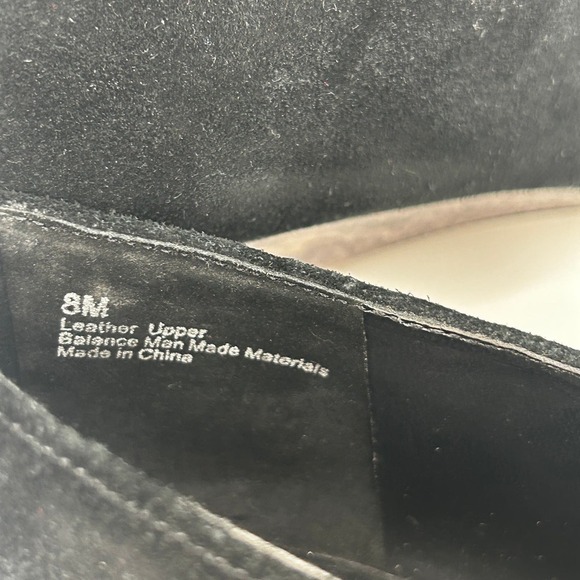 8M
Leather Upper
Balance Man Made Materials
Made in China